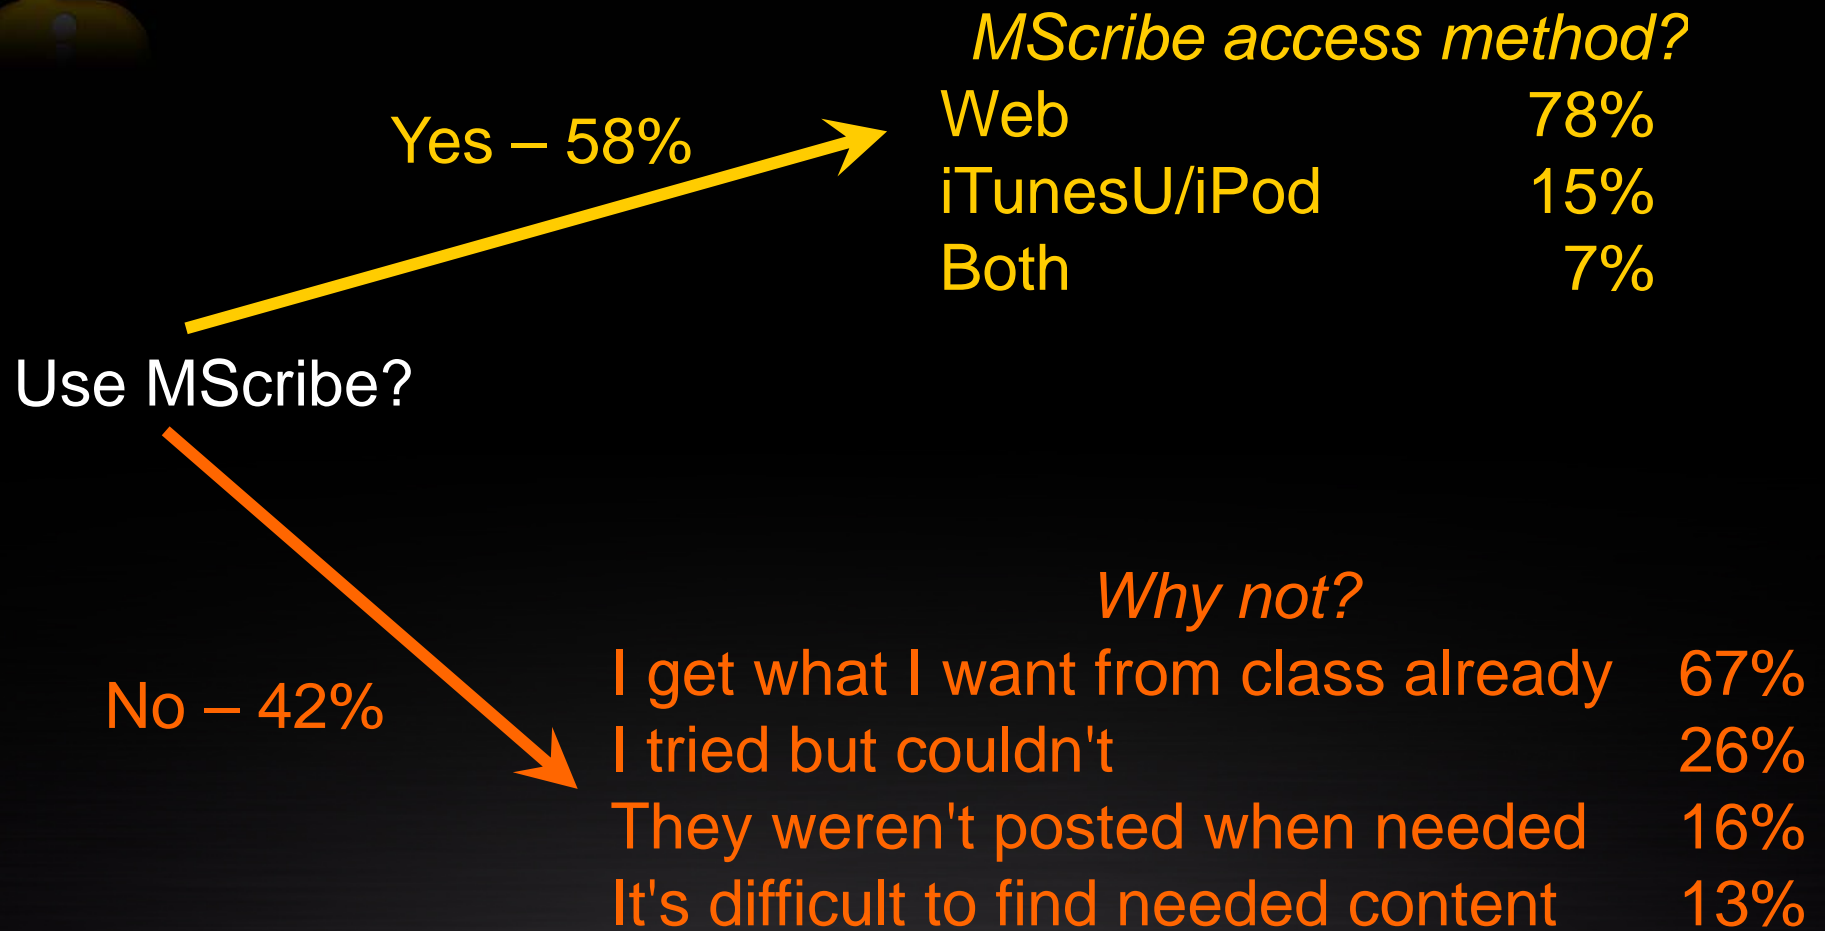 MScribe access method?
Yes – 58%
Web 78%
iTunesU/iPod 15%
Both 7%
Use MScribe?
No – 42%
Why not?
I get what I want from class already 67%
I tried but couldn't 26%
They weren't posted when needed 16%
It's difficult to find needed content 13%